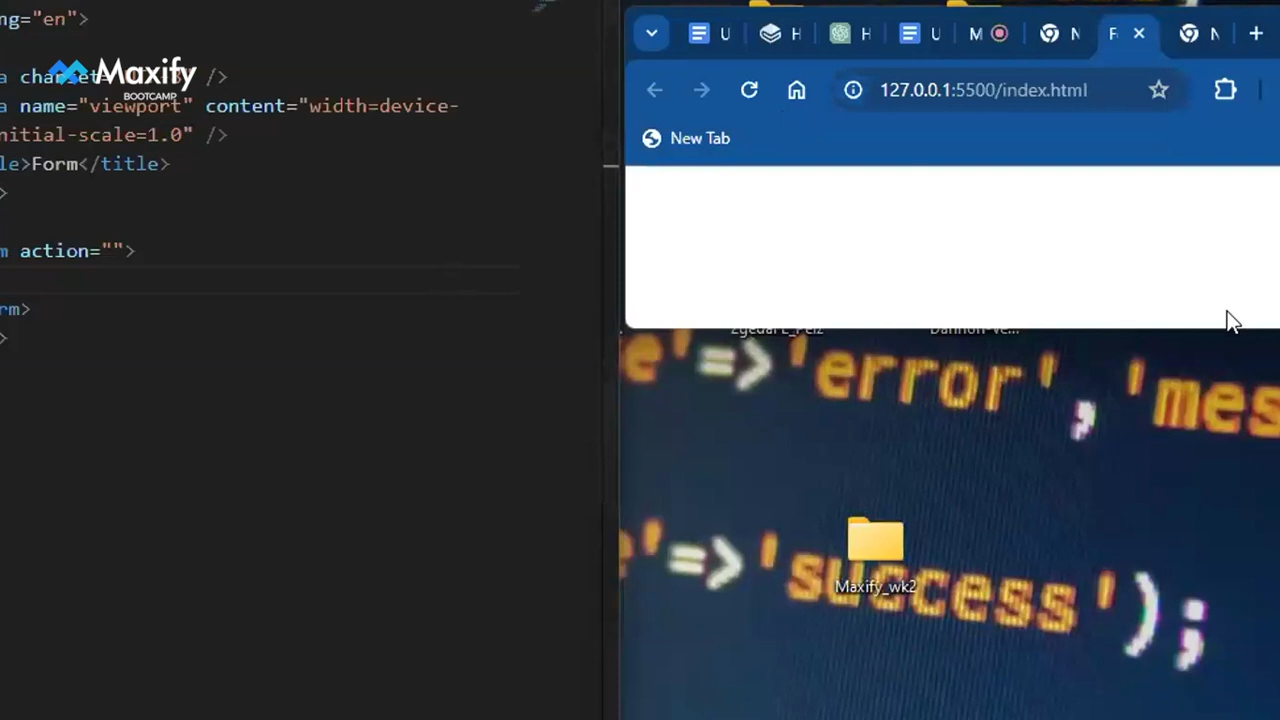 ng="en">
a charset= />
a name="viewport" content="width=device-
nitial-scale=1.0" />
le>Form</title>
>
m action="">
rm>
>
Maxify
BOOTCAMP
U H H U M N F N
127.0.0.1:5500/index.html
New Tab
e'=>'error', 'mes
e'=>'success');
Maxify_wk2